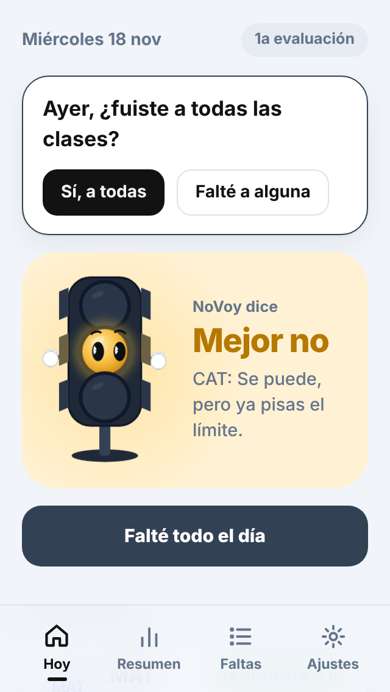 Miércoles 18 nov
1a evaluación
Ayer, ¿fuiste a todas las
clases?
Sí, a todas
Falté a alguna
NoVoy dice
Mejor no
CAT: Se puede,
pero ya pisas el
límite.
Falté todo el día
Hoy
Resumen
Faltas
Ajustes